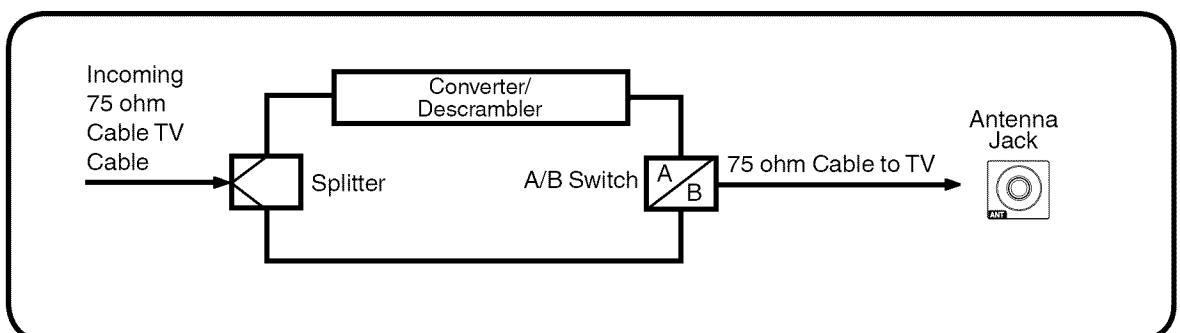 Incoming
75 ohm
Cable TV
Cable
Converter/
Descrambler
Splitter
A/B Switch
A
B
75 ohm Cable to TV
Antenna
Jack
ANT